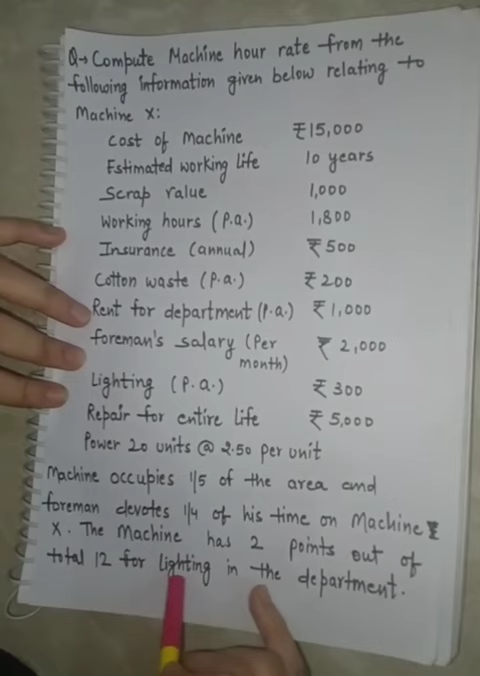 Q→ Compute Machine hour rate from the
following information given below relating to
Machine X:
Cost of Machine ₹15,000
Estimated working life 10 years
Scrap value 1,000
Working hours (P.a.) 1,800
Insurance (annual) ₹500
Cotton waste (P.a.) ₹200
Rent for department (P.a.) ₹1,000
foreman's salary (Per month) ₹2,000
Lighting (P.a.) ₹300
Repair for entire life ₹5,000
Power 20 units @ 2.50 per unit
Machine occupies 1/5 of the area and
foreman devotes 1/4 of his time on Machine
X. The Machine has 2 points out of
total 12 for lighting in the department.